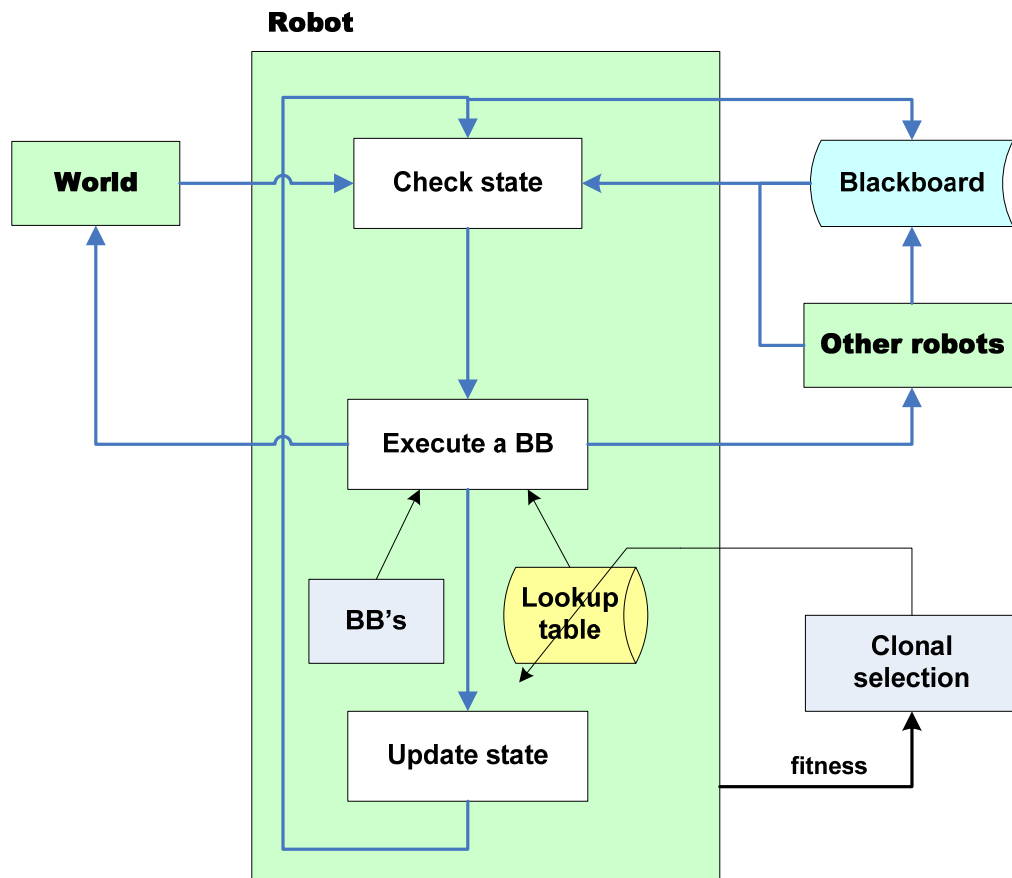 Robot
World
Check state
Blackboard
Other robots
Execute a BB
BB's
Lookup
table
Clonal
selection
Update state
fitness